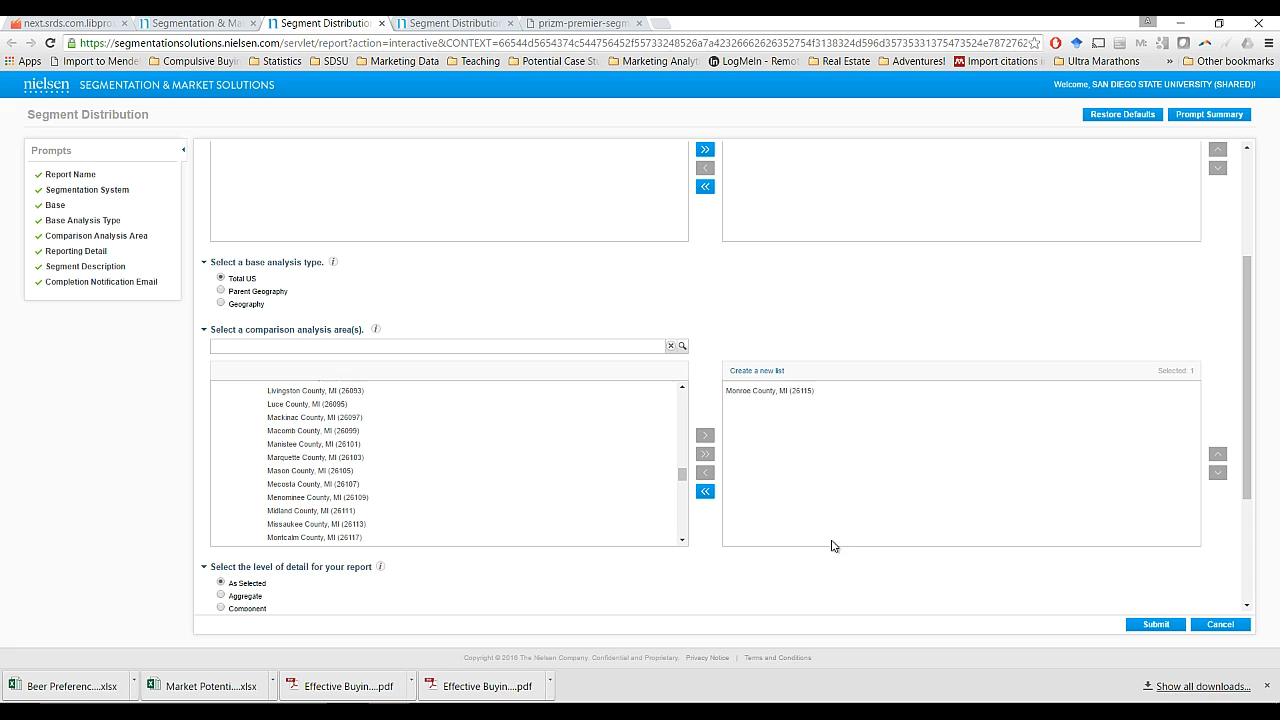 next.srds.com.libpro
Segmentation & Ma
Segment Distribution
Segment Distribution
prizm-premier-segm
https://segmentationsolutions.nielsen.com/servlet/report?action=interactive&CONTEXT=
Apps
Import to Mende
Compulsive Buyi
Statistics
SDSU
Marketing Data
Teaching
Potential Case Stu
Marketing Analyt
LogMeIn - Remot
Real Estate
Adventures!
Import citations i
Ultra Marathons
»
Other bookmarks
nielsen SEGMENTATION & MARKET SOLUTIONS
Welcome, SAN DIEGO STATE UNIVERSITY (SHARED)!
Segment Distribution
Restore Defaults
Prompt Summary
Prompts
Report Name
Segmentation System
Base
Base Analysis Type
Comparison Analysis Area
Reporting Detail
Segment Description
Completion Notification Email
Select a base analysis type.
Total US
Parent Geography
Geography
Select a comparison analysis area(s).
Create a new list
Selected: 1
Livingston County, MI (26093)
Luce County, MI (26095)
Mackinac County, MI (26097)
Macomb County, MI (26099)
Manistee County, MI (26101)
Marquette County, MI (26103)
Mason County, MI (26105)
Mecosta County, MI (26107)
Menominee County, MI (26109)
Midland County, MI (26111)
Missaukee County, MI (26113)
Montcalm County, MI (26117)
Monroe County, MI (26115)
Select the level of detail for your report
As Selected
Aggregate
Component
Submit
Cancel
Copyright © 2016 The Nielsen Company. Confidential and Proprietary. Privacy Notice | Terms and Conditions
Beer Preferenc....xlsx
Market Potenti....xlsx
Effective Buyin....pdf
Effective Buyin....pdf
Show all downloads...